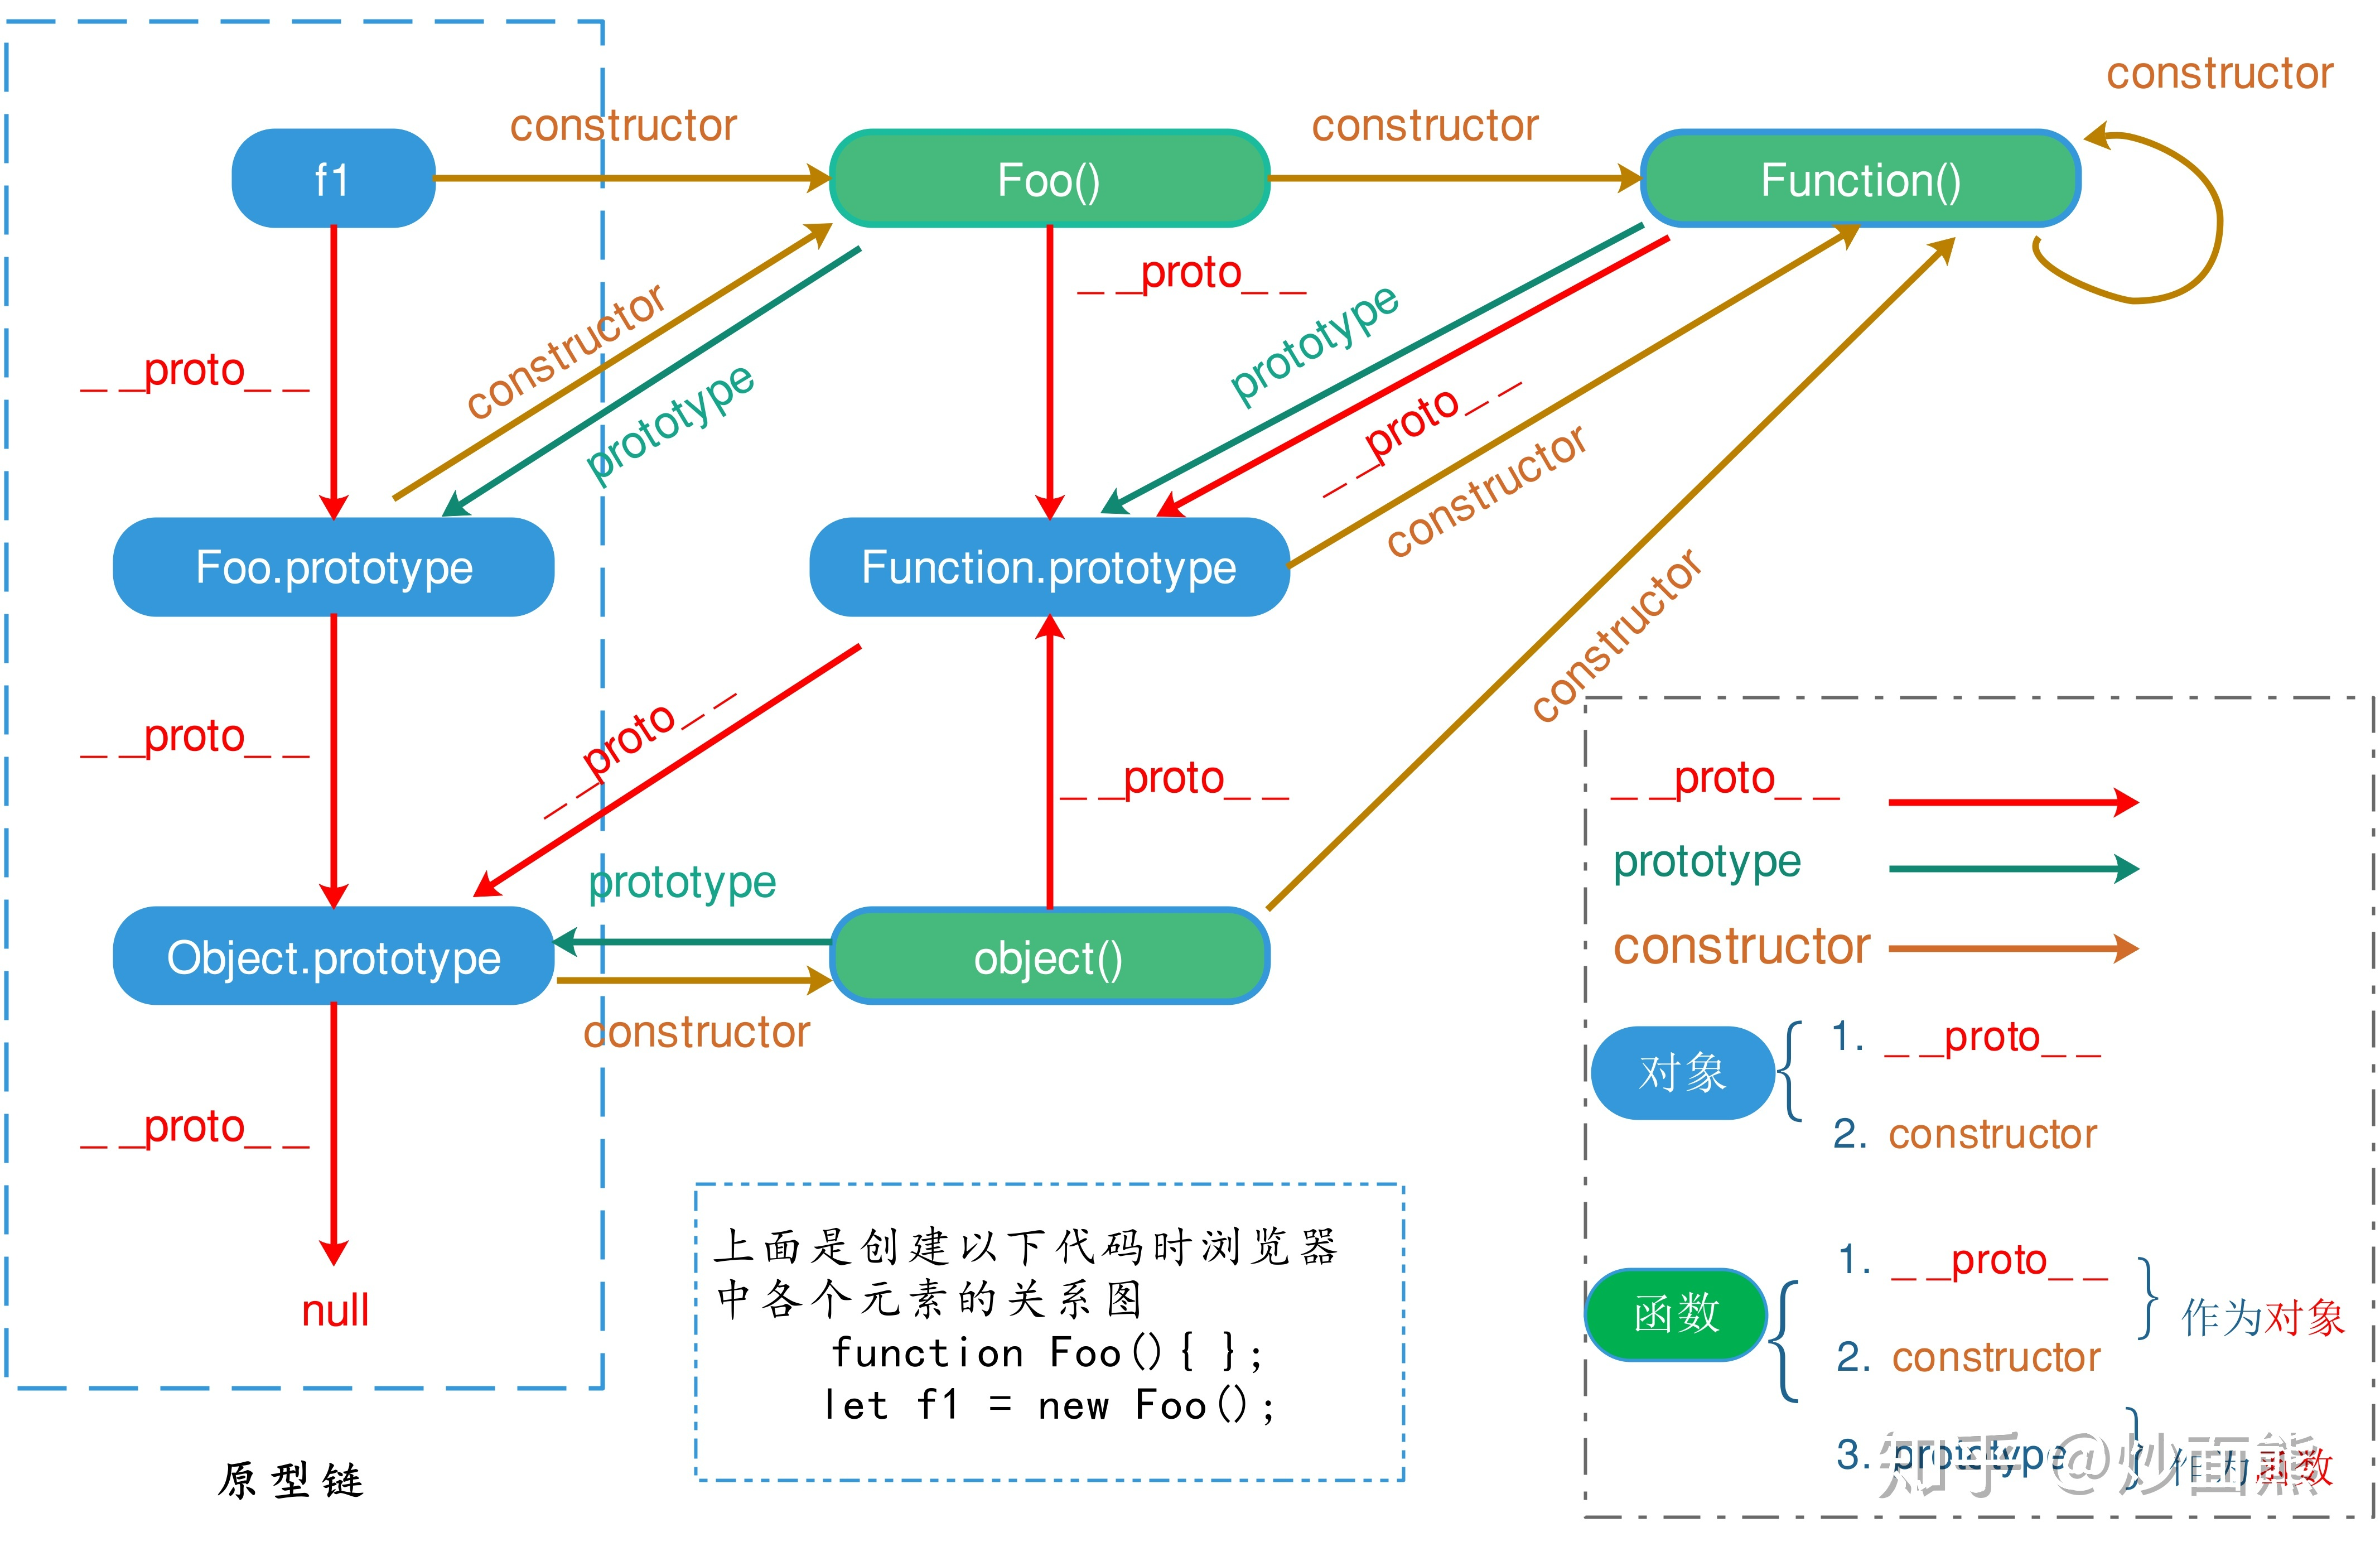 constructor
constructor
constructor
f1
Foo()
Function()
__proto__
__proto__
constructor
prototype
prototype
__proto__
constructor
Foo.prototype
Function.prototype
constructor
__proto__
__proto__
__proto__
prototype
Object.prototype
object()
constructor
__proto__
null
原型链
上面是创建以下代码时浏览器
中各个元素的关系图
function Foo(){ };
let f1 = new Foo();
__proto__
prototype
constructor
对象
1. __proto__
2. constructor
函数
1. __proto__
2. constructor
作为对象
3. prototype
作为函数
知乎 @炒面熊